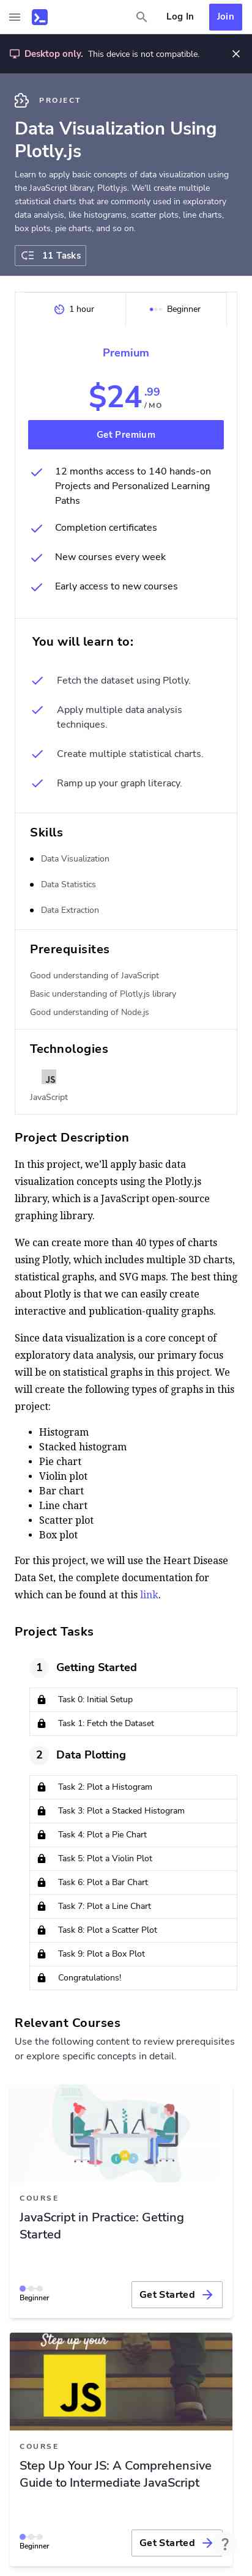 Log In
Join
Desktop only. This device is not compatible.
PROJECT
Data Visualization Using
Plotly.js
Learn to apply basic concepts of data visualization using
the JavaScript library, Plotly.js. We'll create multiple
statistical charts that are commonly used in exploratory
data analysis, like histograms, scatter plots, line charts,
box plots, pie charts, and so on.
11 Tasks
1 hour
Beginner
Premium
$24.99
/ MO
Get Premium
12 months access to 140 hands-on
Projects and Personalized Learning
Paths
Completion certificates
New courses every week
Early access to new courses
You will learn to:
Fetch the dataset using Plotly.
Apply multiple data analysis
techniques.
Create multiple statistical charts.
Ramp up your graph literacy.
Skills
Data Visualization
Data Statistics
Data Extraction
Prerequisites
Good understanding of JavaScript
Basic understanding of Plotly.js library
Good understanding of Node.js
Technologies
JS
JavaScript
Project Description
In this project, we'll apply basic data
visualization concepts using the Plotly.js
library, which is a JavaScript open-source
graphing library.
We can create more than 40 types of charts
using Plotly, which includes multiple 3D charts,
statistical graphs, and SVG maps. The best thing
about Plotly is that we can easily create
interactive and publication-quality graphs.
Since data visualization is a core concept of
exploratory data analysis, our primary focus
will be on statistical graphs in this project. We
will create the following types of graphs in this
project:
Histogram
Stacked histogram
Pie chart
Violin plot
Bar chart
Line chart
Scatter plot
Box plot
For this project, we will use the Heart Disease
Data Set, the complete documentation for
which can be found at this link.
Project Tasks
1 Getting Started
Task 0: Initial Setup
Task 1: Fetch the Dataset
2 Data Plotting
Task 2: Plot a Histogram
Task 3: Plot a Stacked Histogram
Task 4: Plot a Pie Chart
Task 5: Plot a Violin Plot
Task 6: Plot a Bar Chart
Task 7: Plot a Line Chart
Task 8: Plot a Scatter Plot
Task 9: Plot a Box Plot
Congratulations!
Relevant Courses
Use the following content to review prerequisites
or explore specific concepts in detail.
COURSE
JavaScript in Practice: Getting
Started
Beginner
Get Started
Step up your
JS
COURSE
Step Up Your JS: A Comprehensive
Guide to Intermediate JavaScript
Beginner
Get Started
?